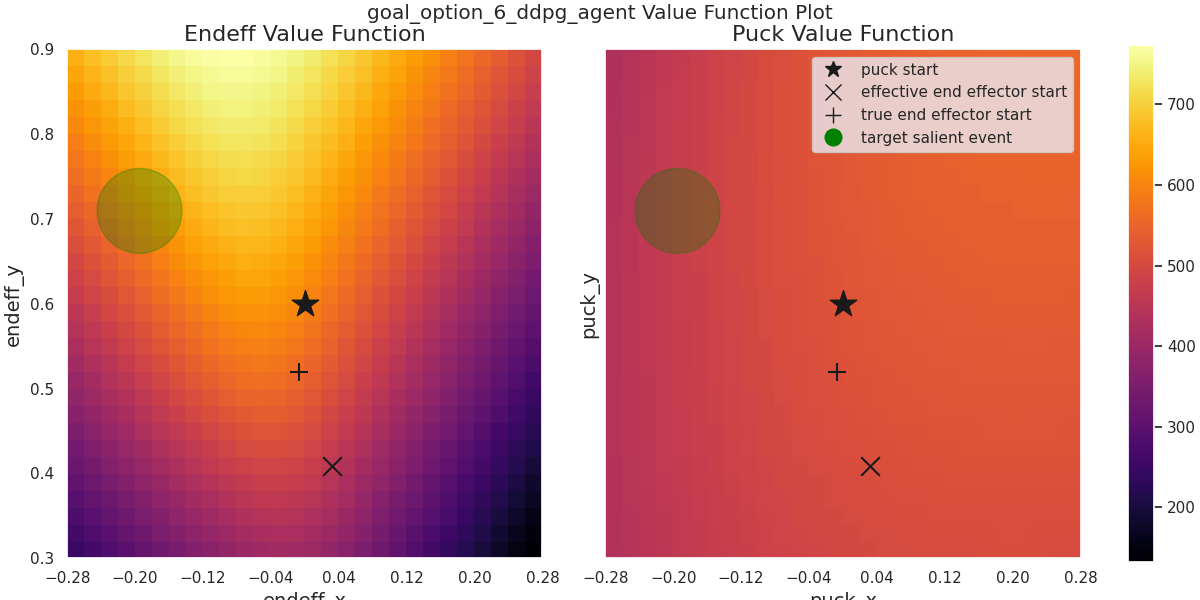 goal_option_6_ddpg_agent Value Function Plot
Endeff Value Function
0.9
0.8
0.7
0.6
0.5
0.4
0.3
endeff_y
−0.28 −0.20 −0.12 −0.04 0.04 0.12 0.20 0.28
endeff_x
Puck Value Function
puck start
effective end effector start
true end effector start
target salient event
puck_y
−0.28 −0.20 −0.12 −0.04 0.04 0.12 0.20 0.28
puck_x
700
600
500
400
300
200